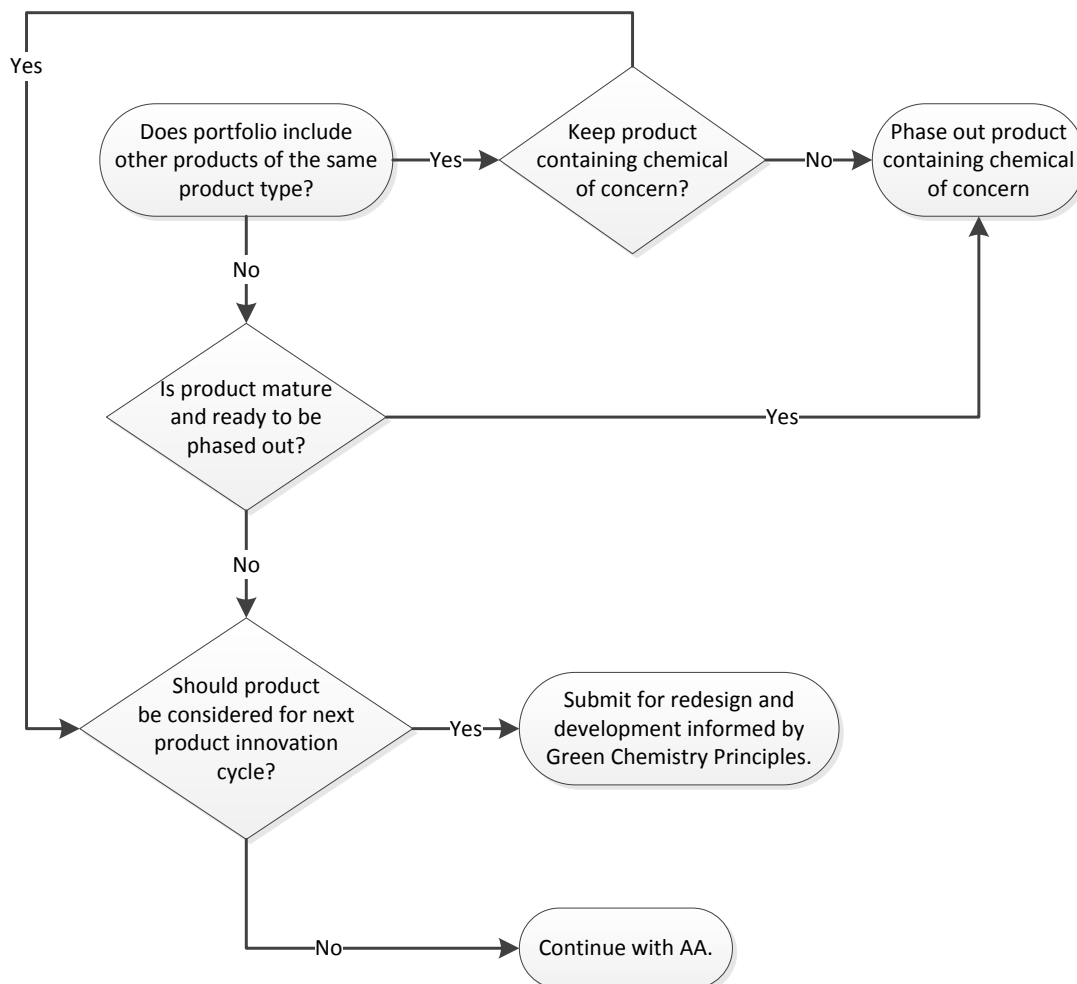 Yes
Does portfolio include
other products of the same
product type?
Yes
Keep product
containing chemical
of concern?
No
Phase out product
containing chemical
of concern
No
Is product mature
and ready to be
phased out?
Yes
No
Should product
be considered for next
product innovation
cycle?
Yes
Submit for redesign and
development informed by
Green Chemistry Principles.
No
Continue with AA.